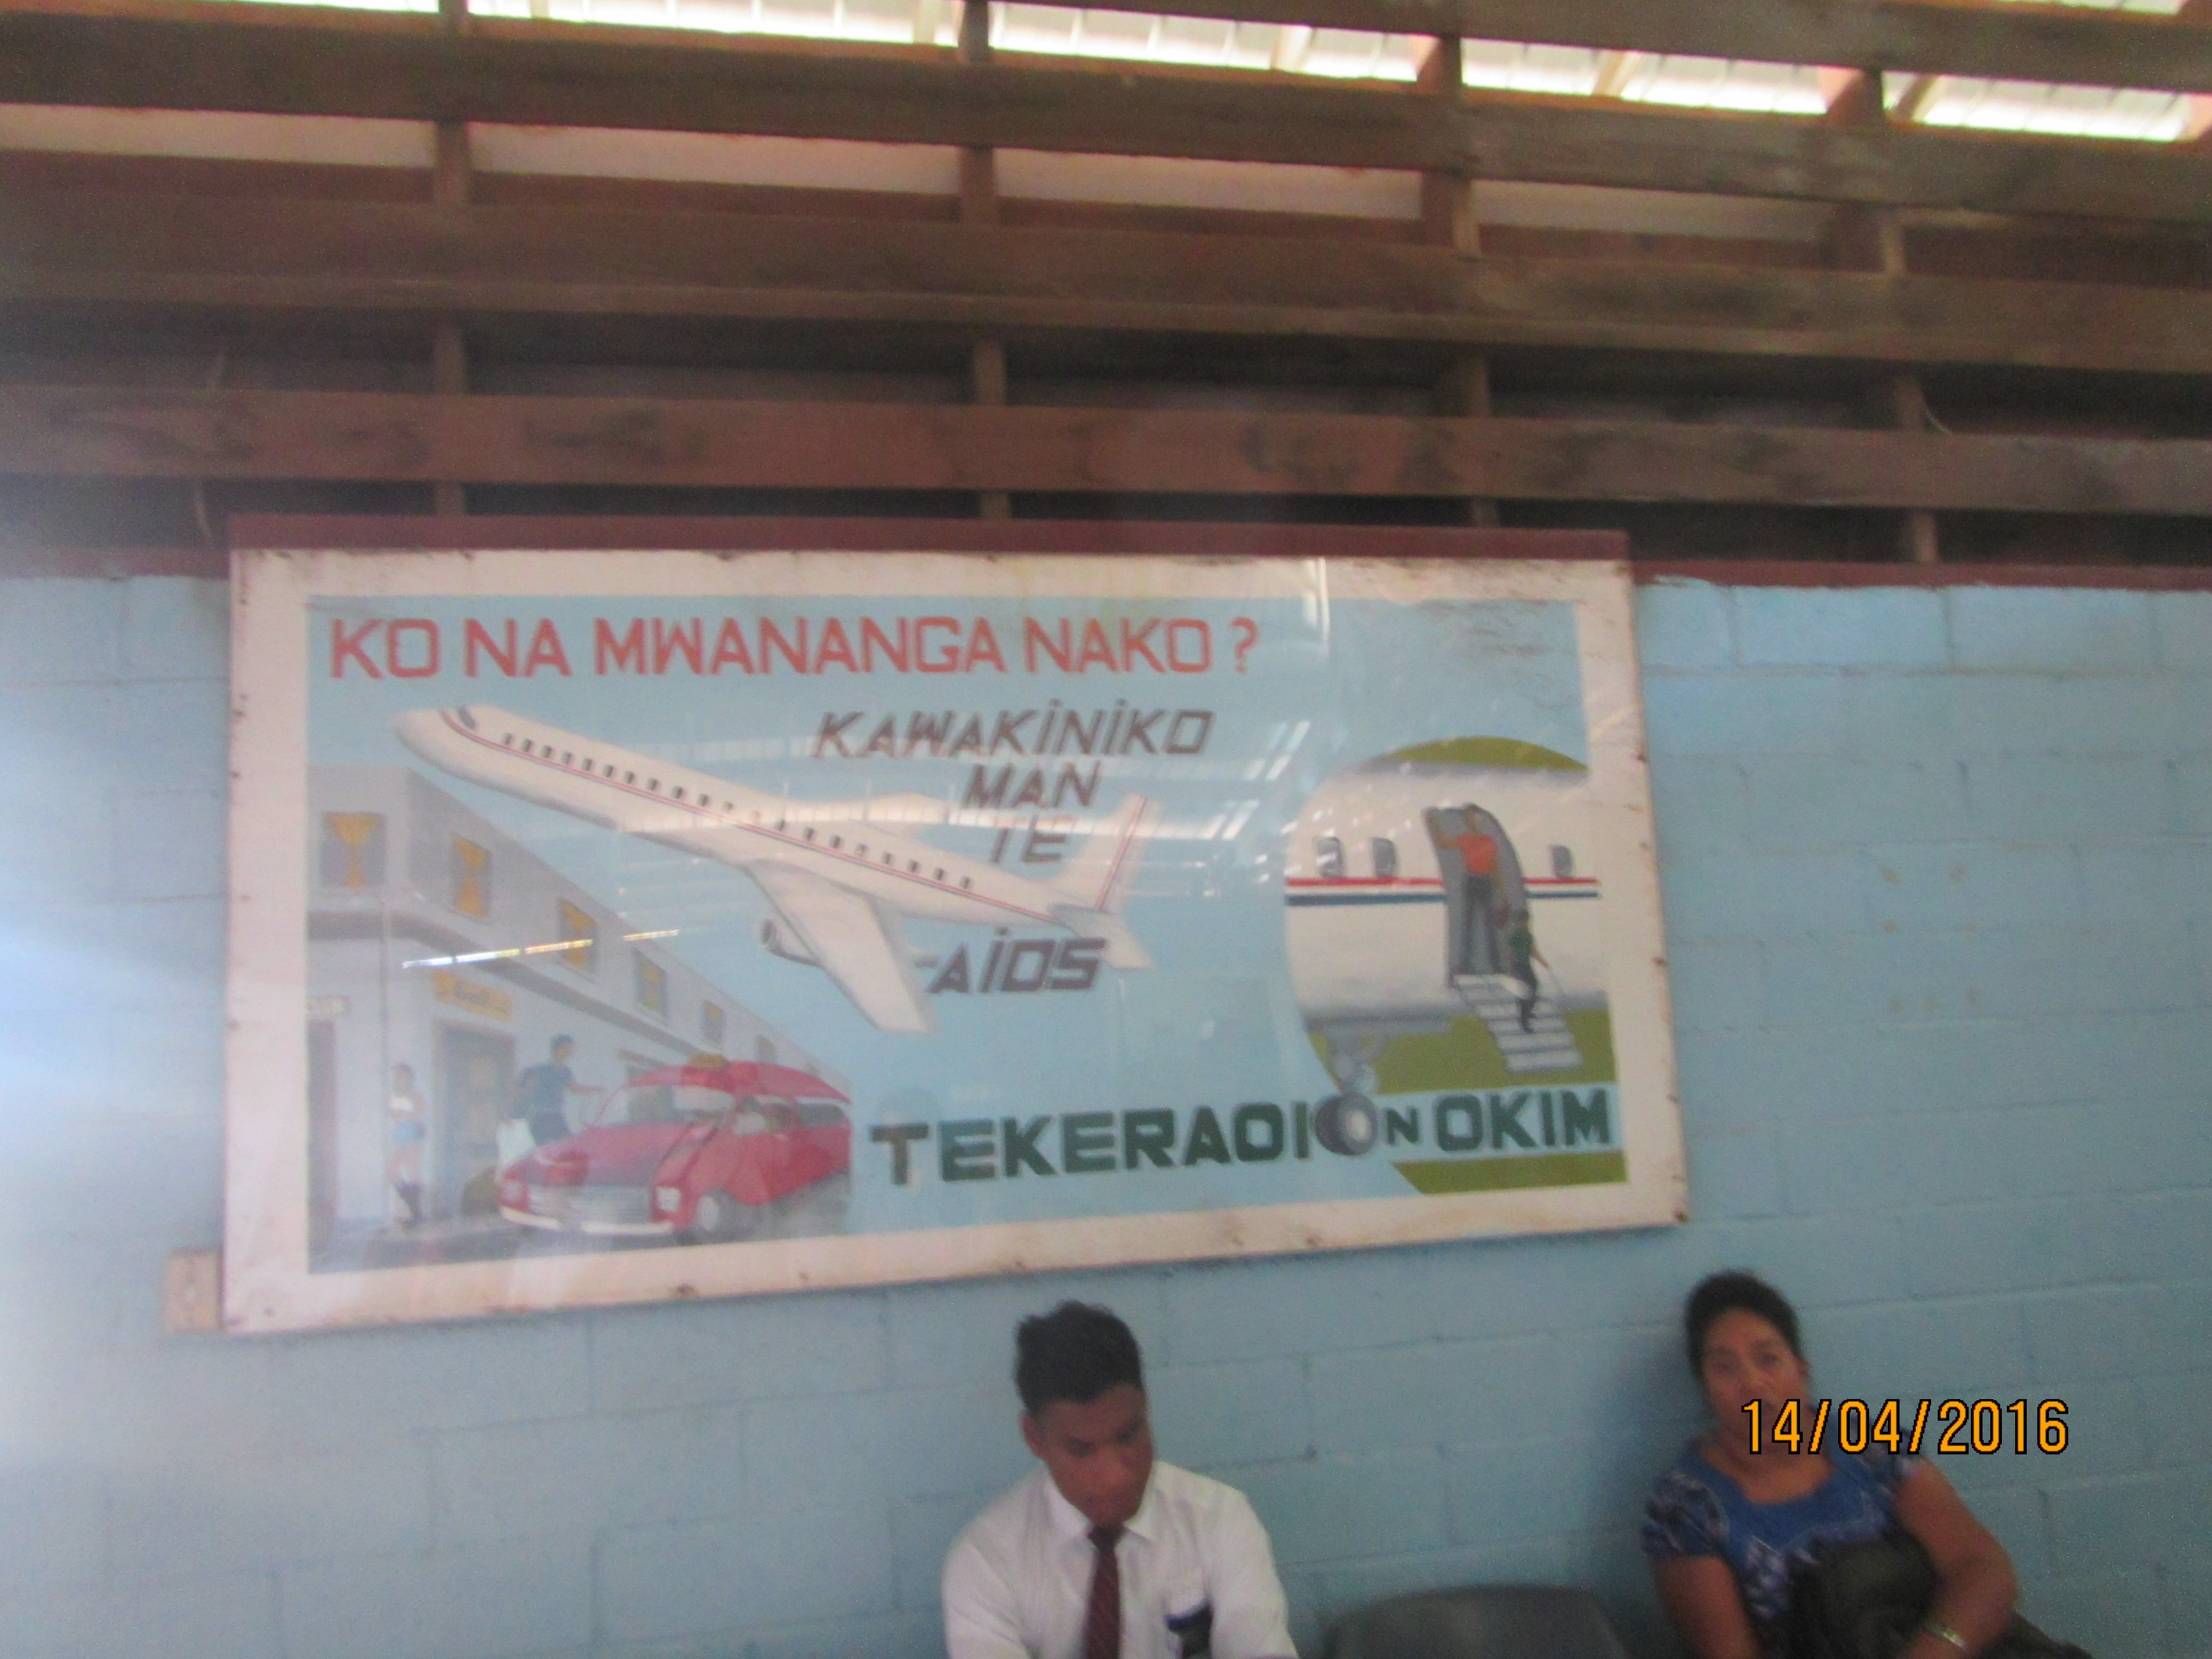 KO NA MWANANGA NAKO ?
KAWAKINIKO
MAN
TE
-AIDS
TEKERAOI N OKIM
14/04/2016